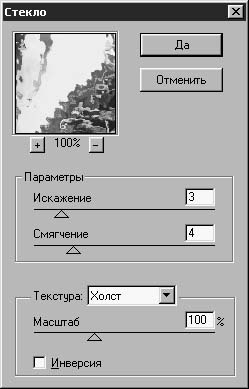 Стекло
Да
Отменить
+ 100% −
Параметры
Искажение 3
Смягчение 4
Текстура: Холст
Масштаб 100 %
Инверсия